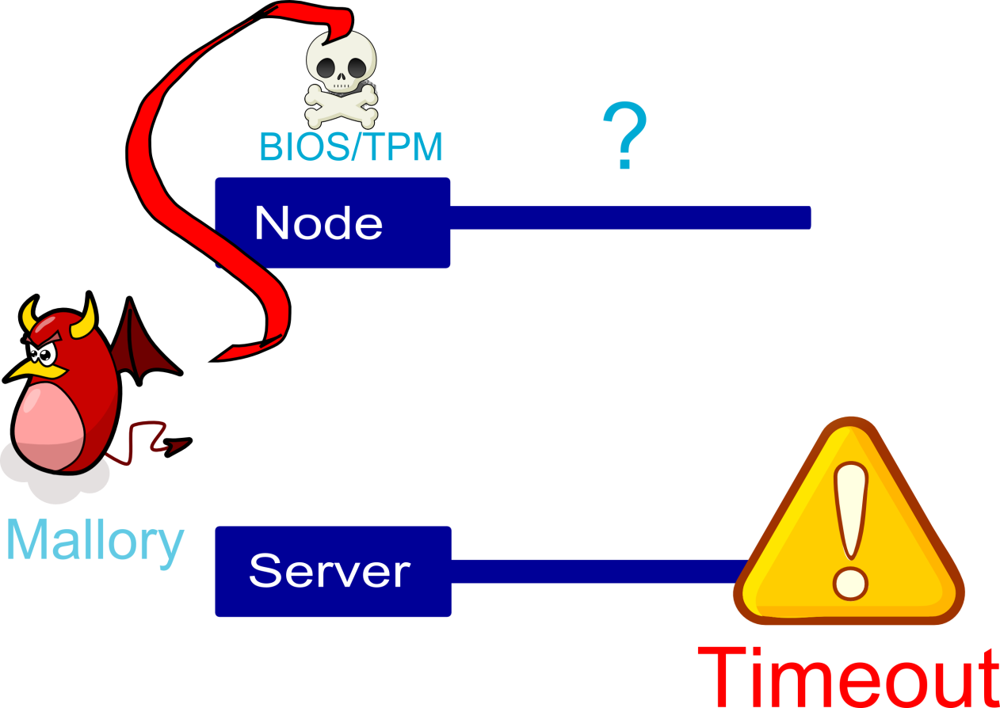 BIOS/TPM
?
Node
Mallory
Server
Timeout